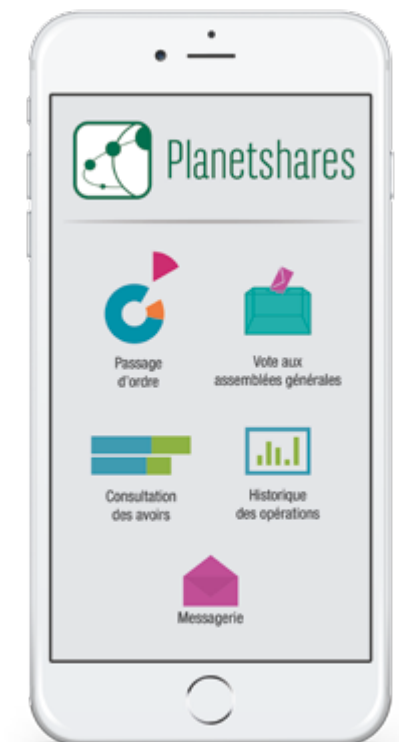 Planetshares
Passage
d'ordre
Vote aux
assemblées générales
Consultation
des avoirs
Historique
des opérations
Messagerie